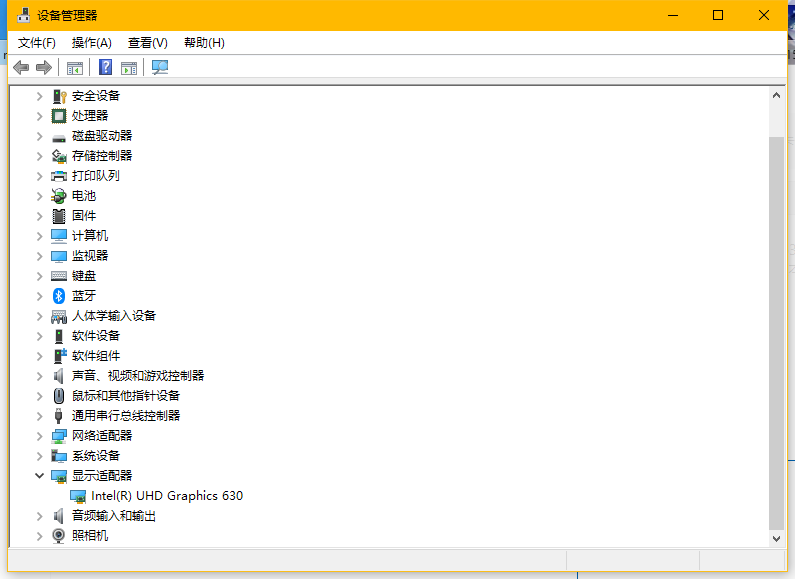 设备管理器
文件(F) 操作(A) 查看(V) 帮助(H)
安全设备
处理器
磁盘驱动器
存储控制器
打印队列
电池
固件
计算机
监视器
键盘
蓝牙
人体学输入设备
软件设备
软件组件
声音、视频和游戏控制器
鼠标和其他指针设备
通用串行总线控制器
网络适配器
系统设备
显示适配器
Intel(R) UHD Graphics 630
音频输入和输出
照相机